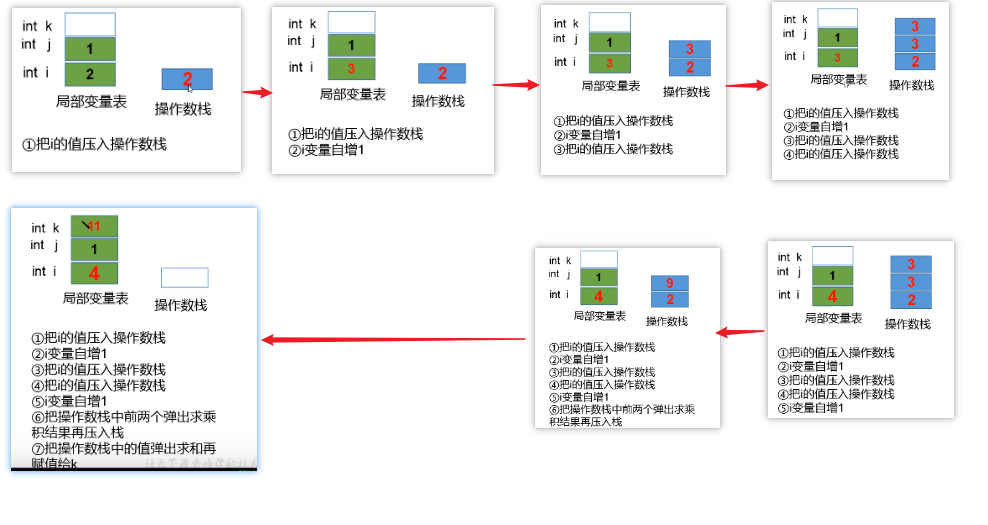 int k
int j 1
int i 2
2
局部变量表
操作数栈
①把i的值压入操作数栈
int k
int j 1
int i 3
2
局部变量表
操作数栈
①把i的值压入操作数栈
②i变量自增1
int k
int j 1
int i 3
3
2
局部变量表
操作数栈
①把i的值压入操作数栈
②i变量自增1
③把i的值压入操作数栈
int k
int j 1
int i 3
3
3
2
局部变量表
操作数栈
①把i的值压入操作数栈
②i变量自增1
③把i的值压入操作数栈
④把i的值压入操作数栈
int k
int j 1
int i 4
3
3
2
局部变量表
操作数栈
①把i的值压入操作数栈
②i变量自增1
③把i的值压入操作数栈
④把i的值压入操作数栈
⑤i变量自增1
int k
int j 1
int i 4
9
2
局部变量表
操作数栈
①把i的值压入操作数栈
②i变量自增1
③把i的值压入操作数栈
④把i的值压入操作数栈
⑤i变量自增1
⑥把操作数栈中前两个弹出求乘
积结果再压入栈
int k 11
int j 1
int i 4
局部变量表
操作数栈
①把i的值压入操作数栈
②i变量自增1
③把i的值压入操作数栈
④把i的值压入操作数栈
⑤i变量自增1
⑥把操作数栈中前两个弹出求乘
积结果再压入栈
⑦把操作数栈中的值弹出求和再
赋值给k